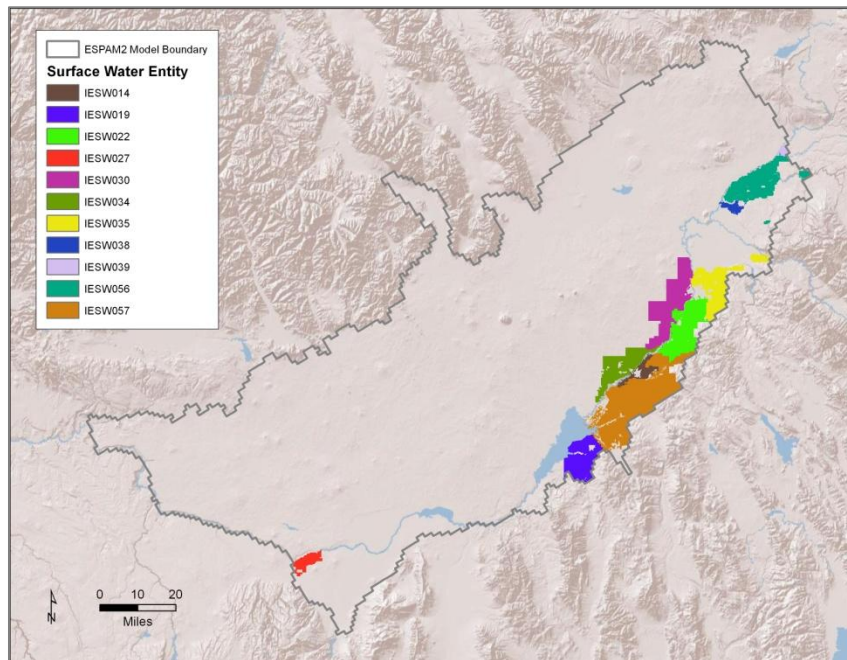 ESPAM2 Model Boundary
Surface Water Entity
IESW014
IESW019
IESW022
IESW027
IESW030
IESW034
IESW035
IESW038
IESW039
IESW056
IESW057
N
0 10 20
Miles